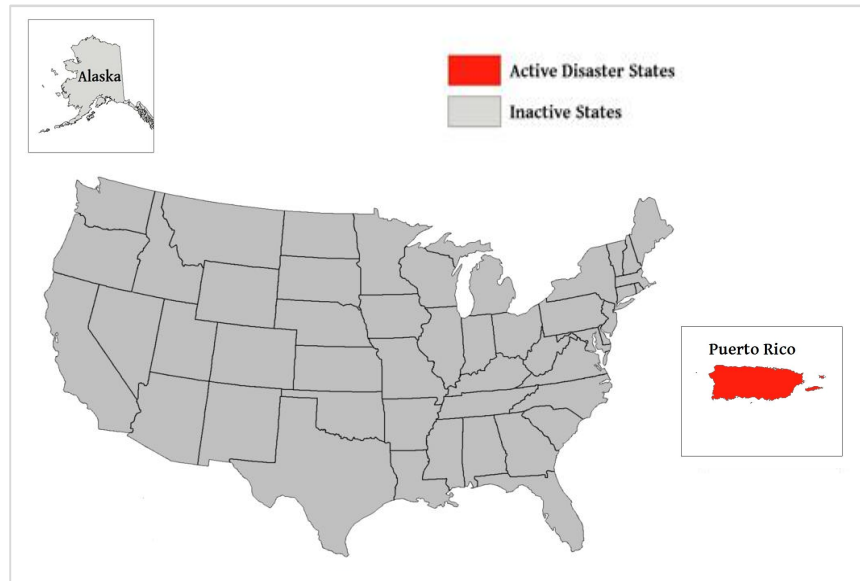 Alaska
Active Disaster States
Inactive States
Puerto Rico